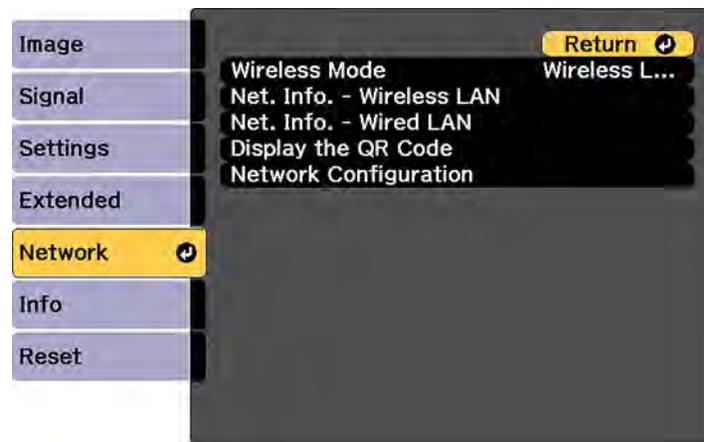 Image
Signal
Settings
Extended
Network
Info
Reset
Return
Wireless Mode Wireless L...
Net. Info. - Wireless LAN
Net. Info. - Wired LAN
Display the QR Code
Network Configuration